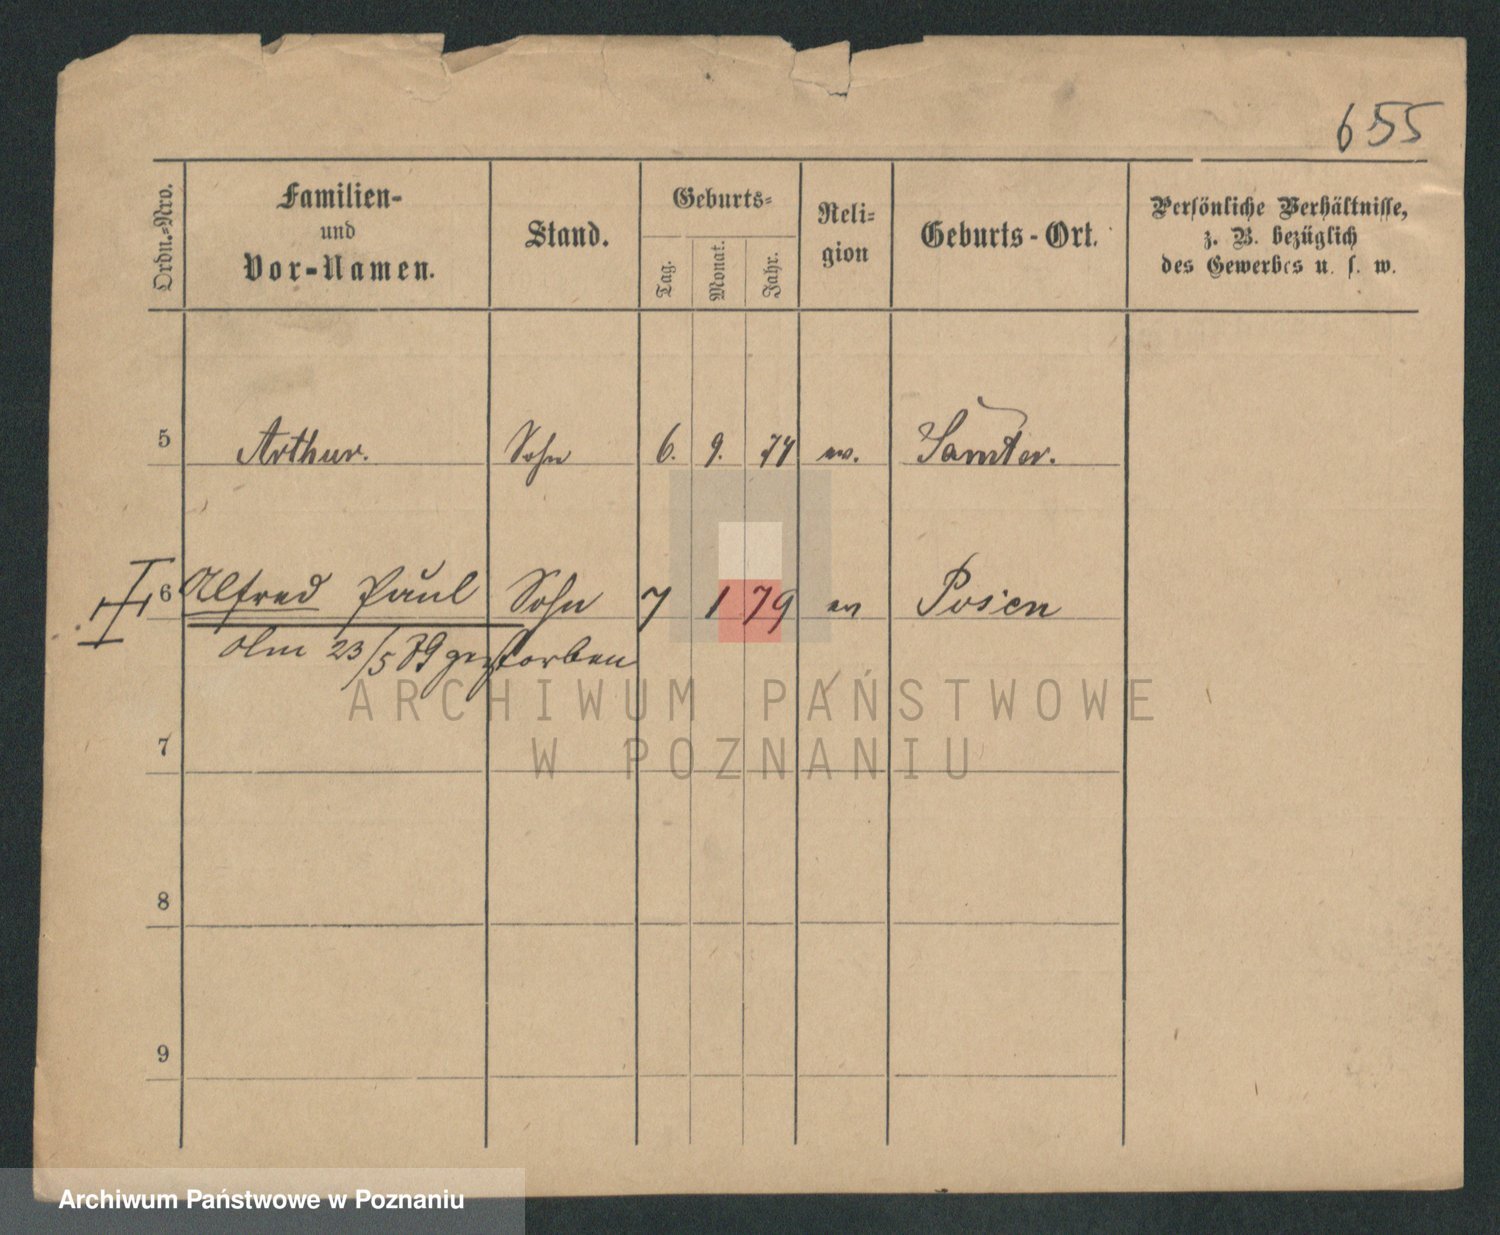 655
Ordn.-Nro.
Familien-
und
Vor-Namen.
Stand.
Geburts-
Tag.
Monat.
Jahr.
Reli-
gion
Geburts-Ort.
Persönliche Verhältnisse,
z. B. bezüglich
des Gewerbes u. s. w.
5 Arthur. Sohn 6. 9. 74 ev. Samter.
6 Alfred Paul Sohn 7 1 79 ev Posen
Am 23/5 89 gestorben
ARCHIWUM PAŃSTWOWE
W POZNANIU
7
8
9
Archiwum Państwowe w Poznaniu